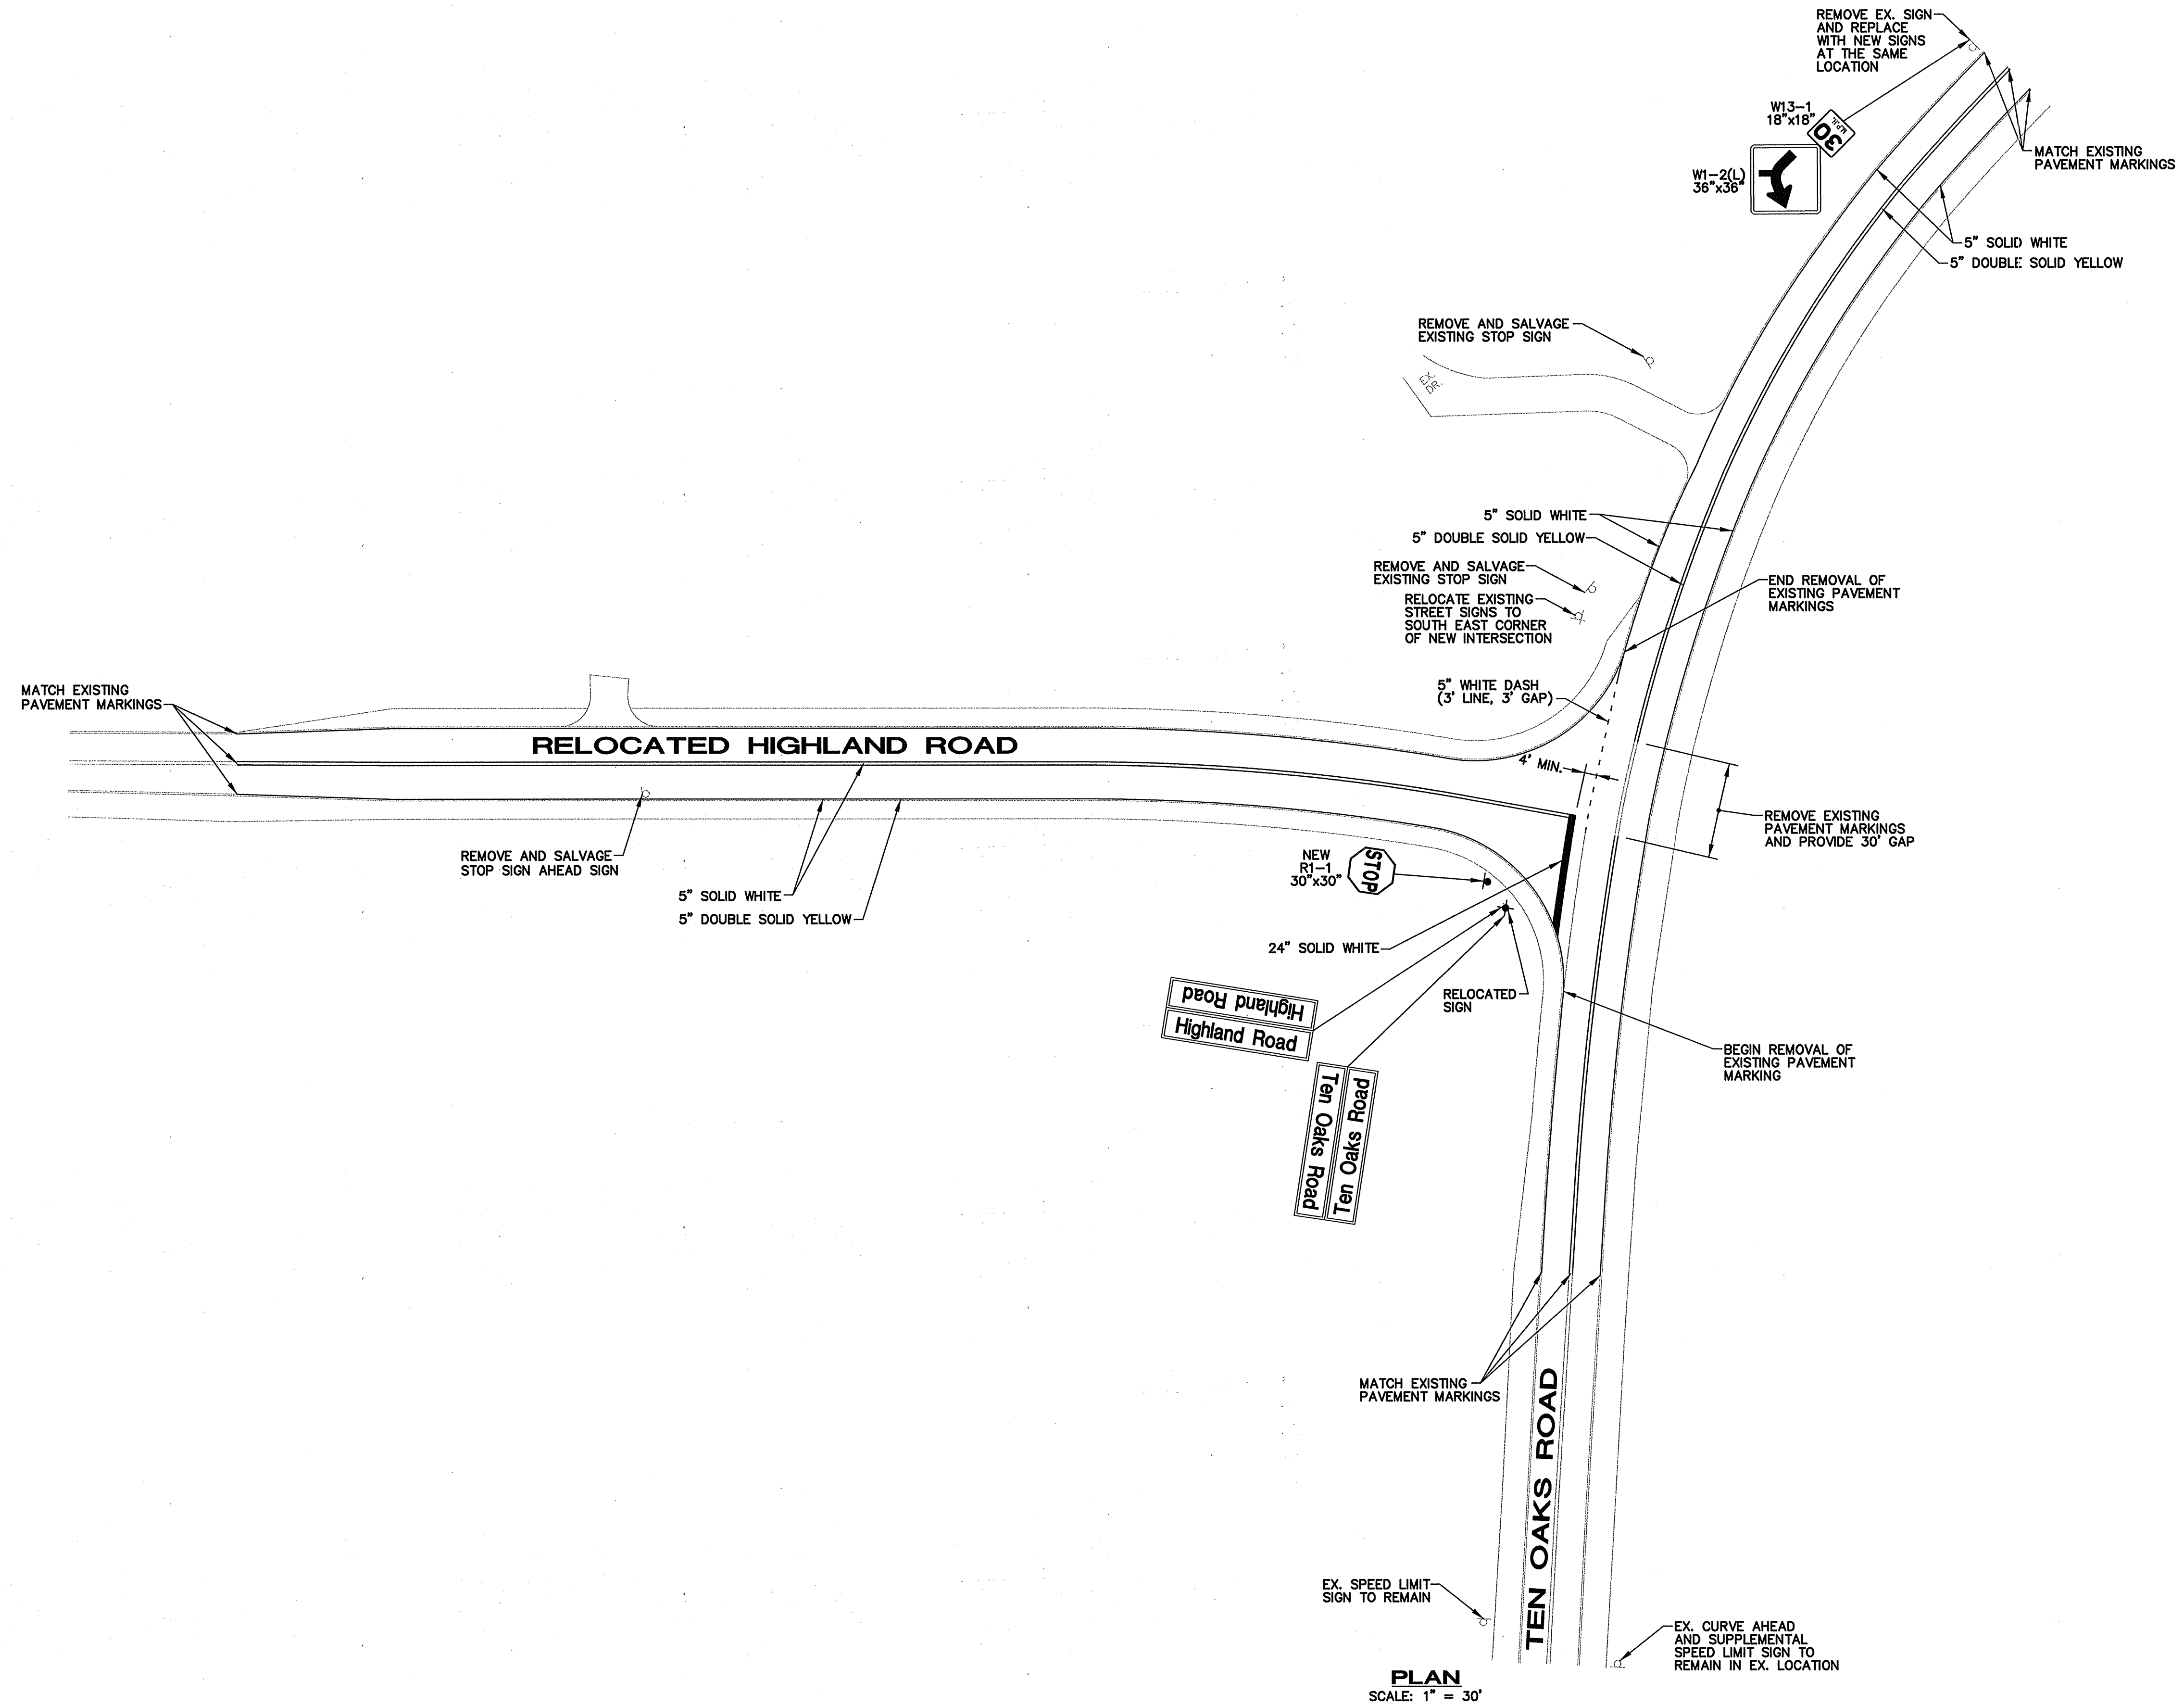 REMOVE EX. SIGN
AND REPLACE
WITH NEW SIGNS
AT THE SAME
LOCATION
W13-1
18"x18"
30
M.P.H.
W1-2(L)
36"x36"
MATCH EXISTING
PAVEMENT MARKINGS
5" SOLID WHITE
5" DOUBLE SOLID YELLOW
REMOVE AND SALVAGE
EXISTING STOP SIGN
EX.
DR.
5" SOLID WHITE
5" DOUBLE SOLID YELLOW
REMOVE AND SALVAGE
EXISTING STOP SIGN
RELOCATE EXISTING
STREET SIGNS TO
SOUTH EAST CORNER
OF NEW INTERSECTION
END REMOVAL OF
EXISTING PAVEMENT
MARKINGS
MATCH EXISTING
PAVEMENT MARKINGS
5" WHITE DASH
(3' LINE, 3' GAP)
RELOCATED HIGHLAND ROAD
4' MIN.
REMOVE EXISTING
PAVEMENT MARKINGS
AND PROVIDE 30' GAP
REMOVE AND SALVAGE
STOP SIGN AHEAD SIGN
5" SOLID WHITE
5" DOUBLE SOLID YELLOW
NEW
R1-1
30"x30"
STOP
24" SOLID WHITE
RELOCATED
SIGN
Highland Road
Highland Road
Ten Oaks Road
Ten Oaks Road
BEGIN REMOVAL OF
EXISTING PAVEMENT
MARKING
MATCH EXISTING
PAVEMENT MARKINGS
TEN OAKS ROAD
EX. SPEED LIMIT
SIGN TO REMAIN
EX. CURVE AHEAD
AND SUPPLEMENTAL
SPEED LIMIT SIGN TO
REMAIN IN EX. LOCATION
PLAN
SCALE: 1" = 30'